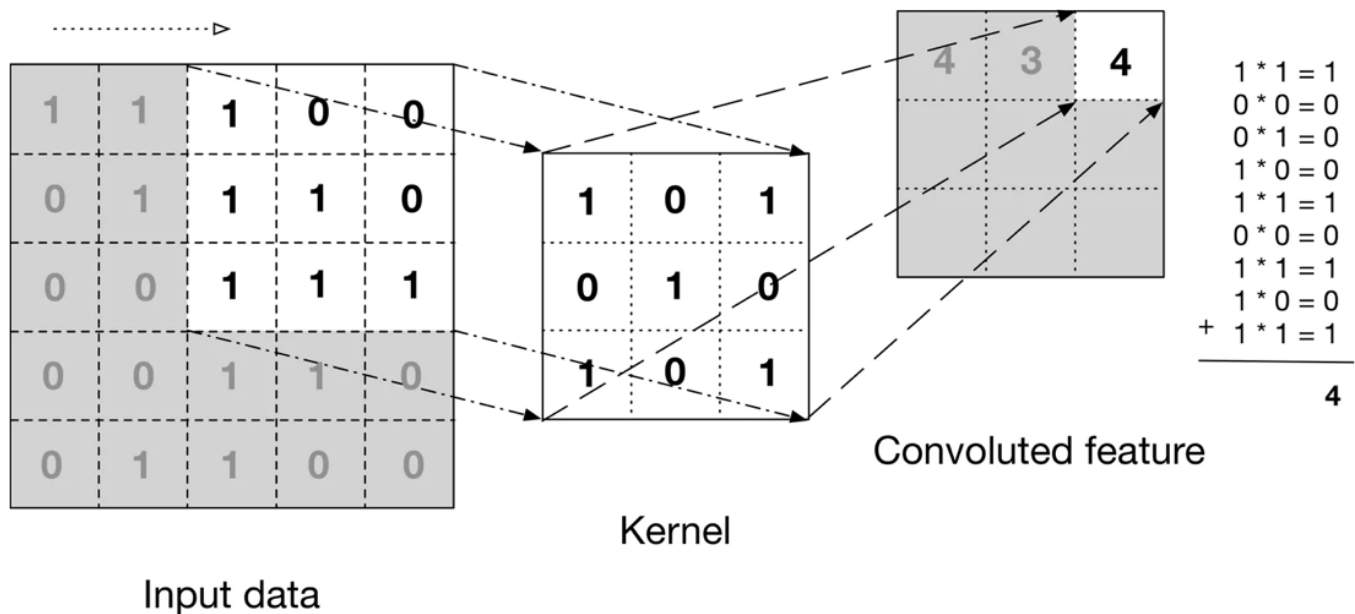 1 1 1 0 0
0 1 1 1 0
0 0 1 1 1
0 0 1 1 0
0 1 1 0 0
Input data
1 0 1
0 1 0
1 0 1
Kernel
4 3 4
Convoluted feature
1 * 1 = 1
0 * 0 = 0
0 * 1 = 0
1 * 0 = 0
1 * 1 = 1
0 * 0 = 0
1 * 1 = 1
1 * 0 = 0
+ 1 * 1 = 1
4